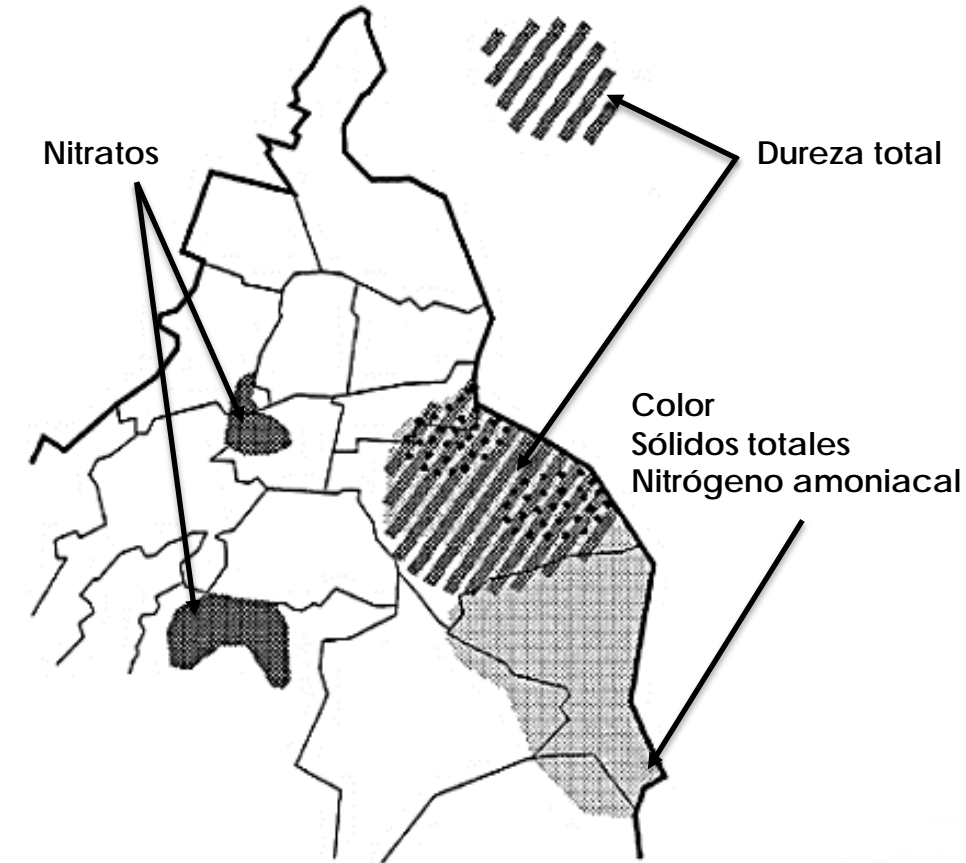 Nitratos
Dureza total
Color
Sólidos totales
Nitrógeno amoniacal